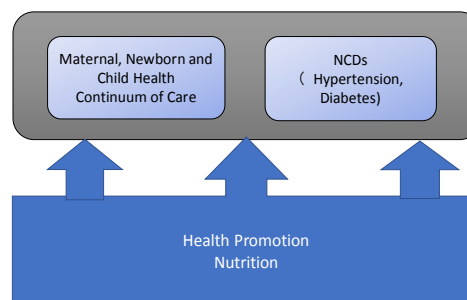 Maternal, Newborn and
Child Health
Continuum of Care
NCDs
（ Hypertension,
Diabetes)
Health Promotion
Nutrition